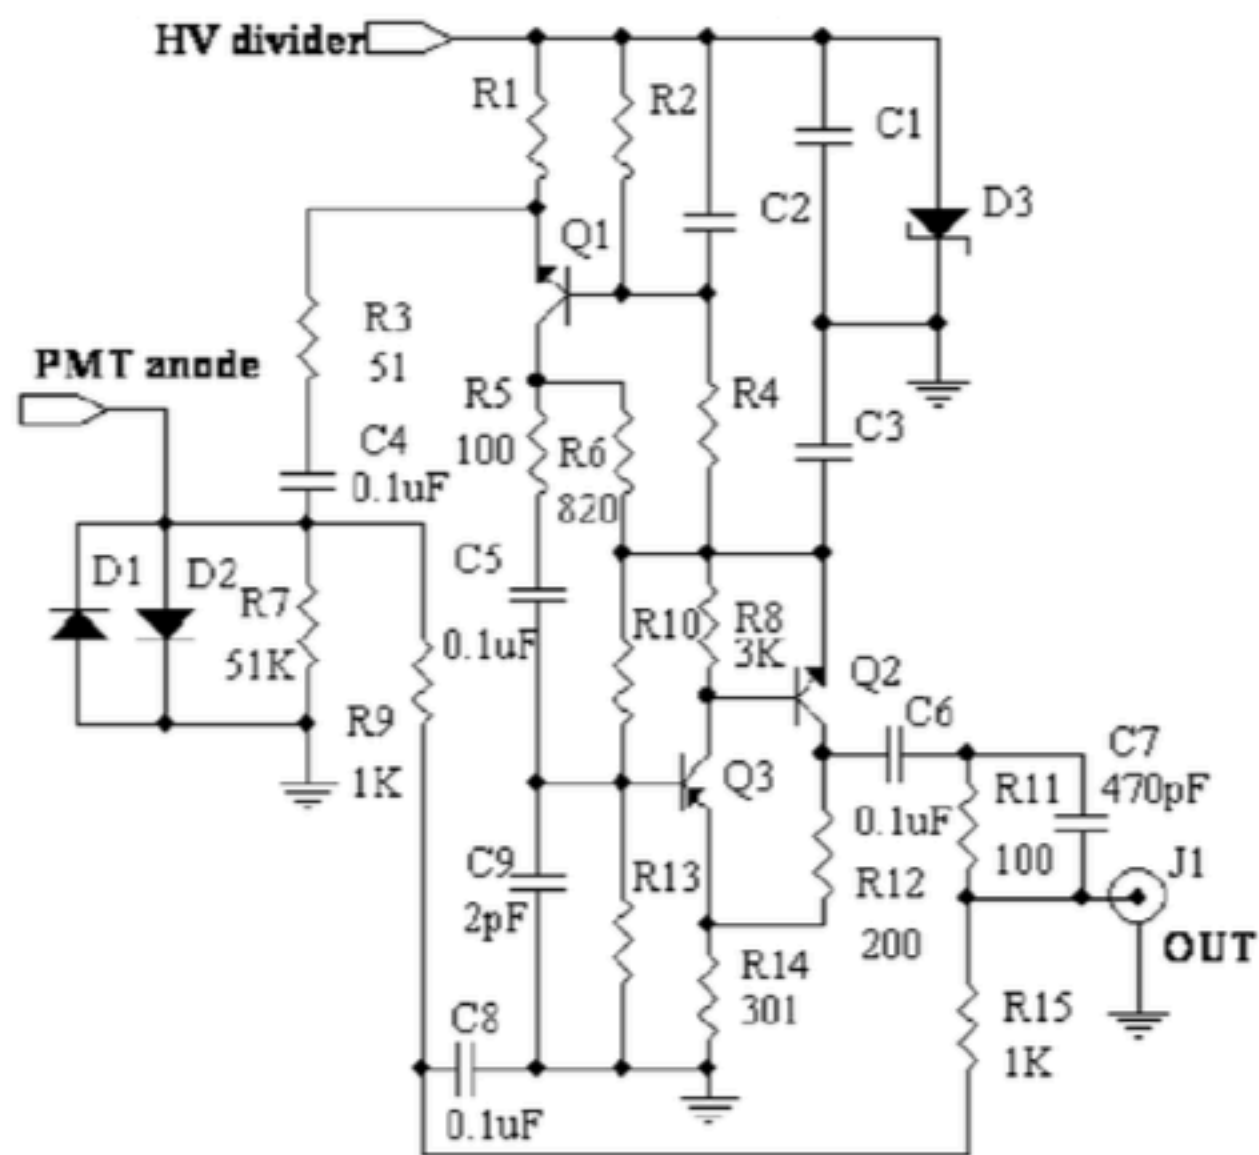 HV divider
R1
R2
C1
C2
D3
Q1
R3
51
PMT anode
R5
100
R4
C4
0.1uF
R6
820
C3
D1
D2
R7
51K
C5
0.1uF
R10
R8
3K
Q2
R9
1K
Q3
C6
0.1uF
C7
470pF
R11
100
J1
C9
2pF
R13
R12
200
OUT
R14
301
C8
0.1uF
R15
1K